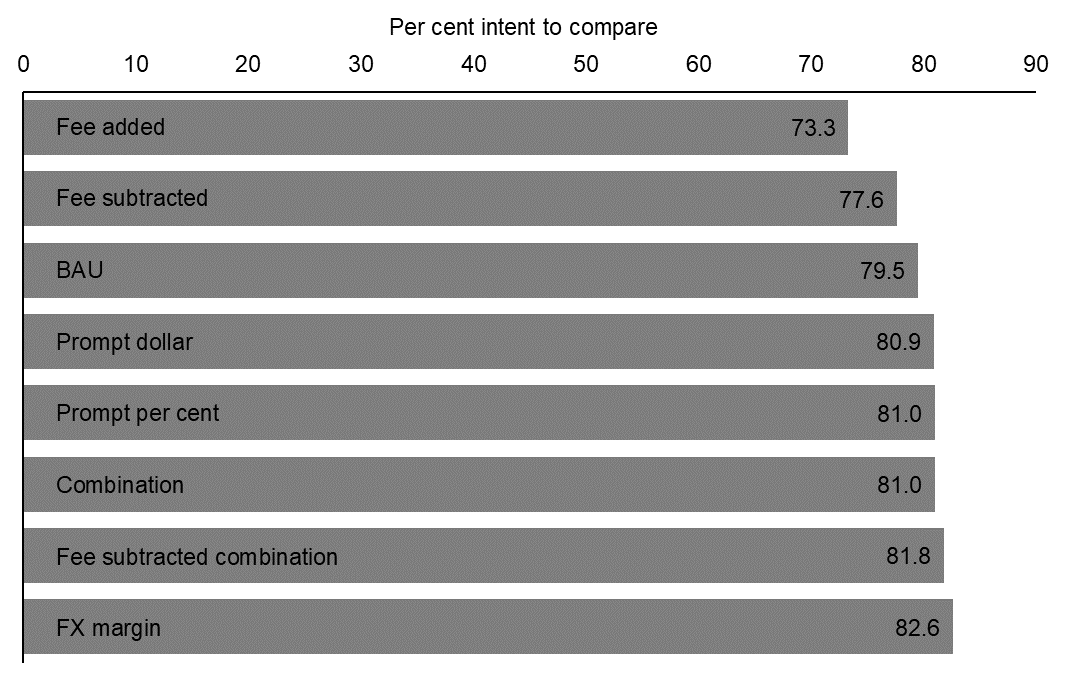 Per cent intent to compare
0 10 20 30 40 50 60 70 80 90
Fee added 73.3
Fee subtracted 77.6
BAU 79.5
Prompt dollar 80.9
Prompt per cent 81.0
Combination 81.0
Fee subtracted combination 81.8
FX margin 82.6